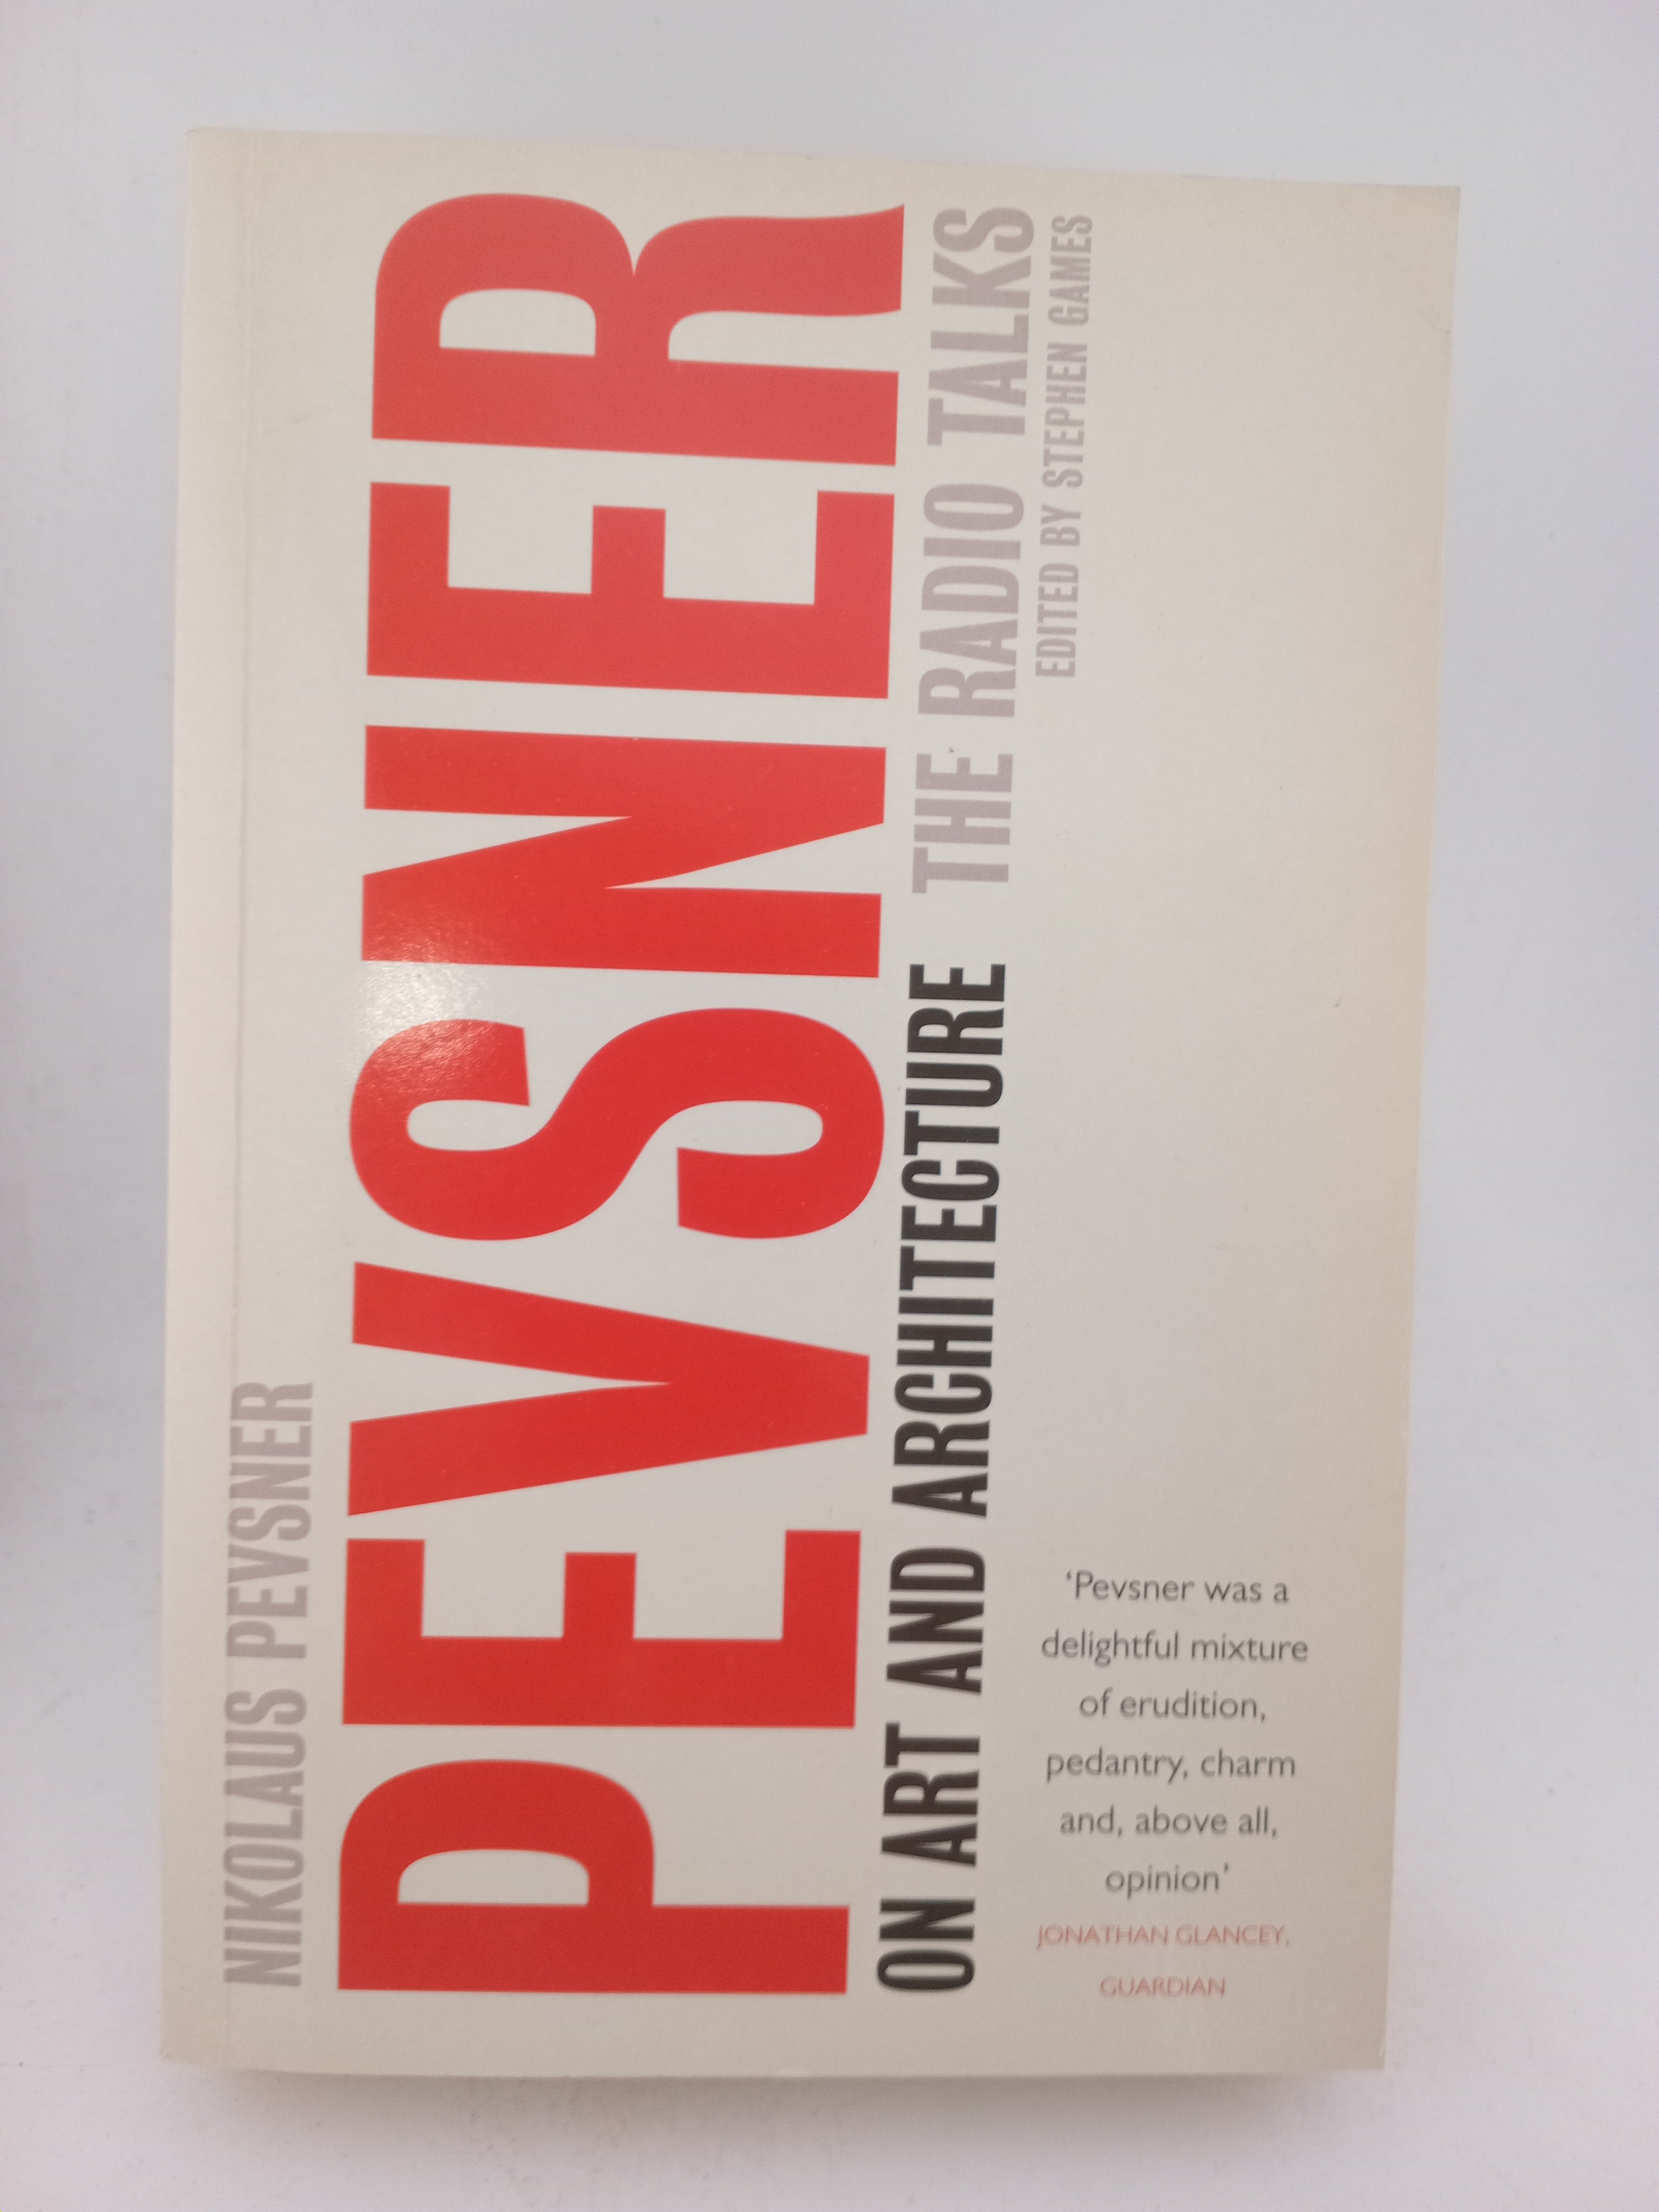 NIKOLAUS PEVSNER
PEVSNER
ON ART AND ARCHITECTURE THE RADIO TALKS
EDITED BY STEPHEN GAMES
‘Pevsner was a
delightful mixture
of erudition,
pedantry, charm
and, above all,
opinion’
JONATHAN GLANCEY,
GUARDIAN